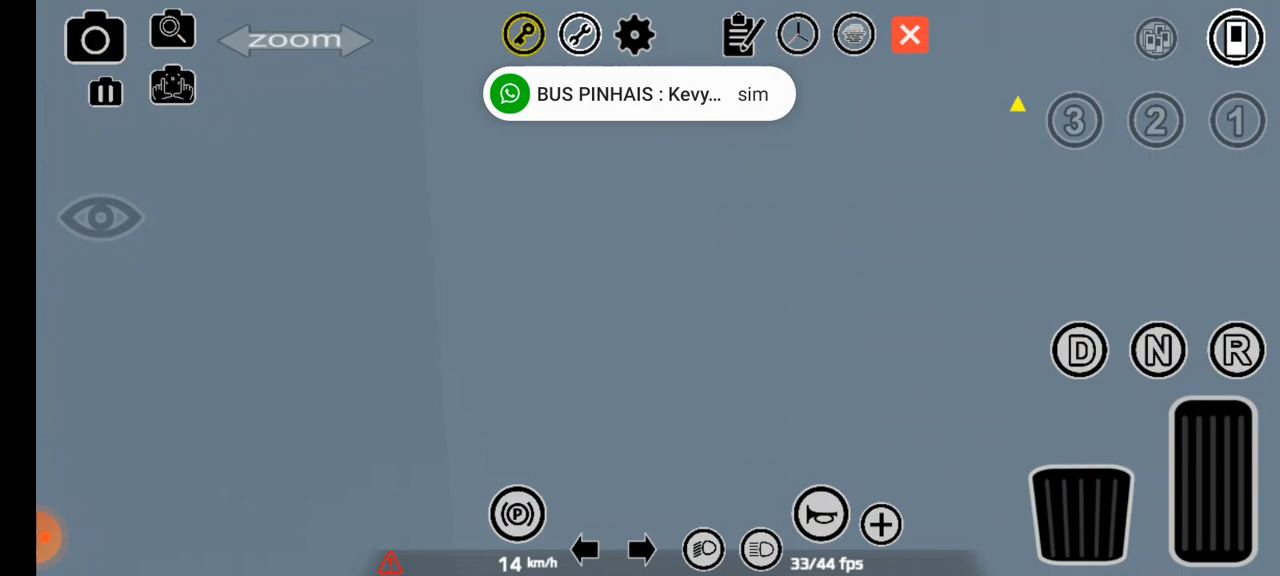 zoom
BUS PINHAIS : Kevy... sim
3 2 1
D N R
P
14 km/h
33/44 fps